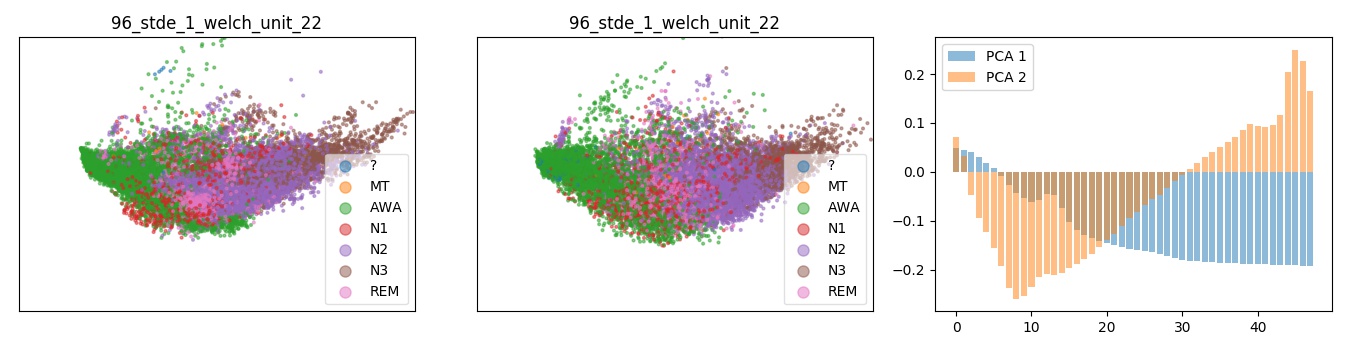 96_stde_1_welch_unit_22
?
MT
AWA
N1
N2
N3
REM
96_stde_1_welch_unit_22
?
MT
AWA
N1
N2
N3
REM
PCA 1
PCA 2
0.2
0.1
0.0
−0.1
−0.2
0 10 20 30 40